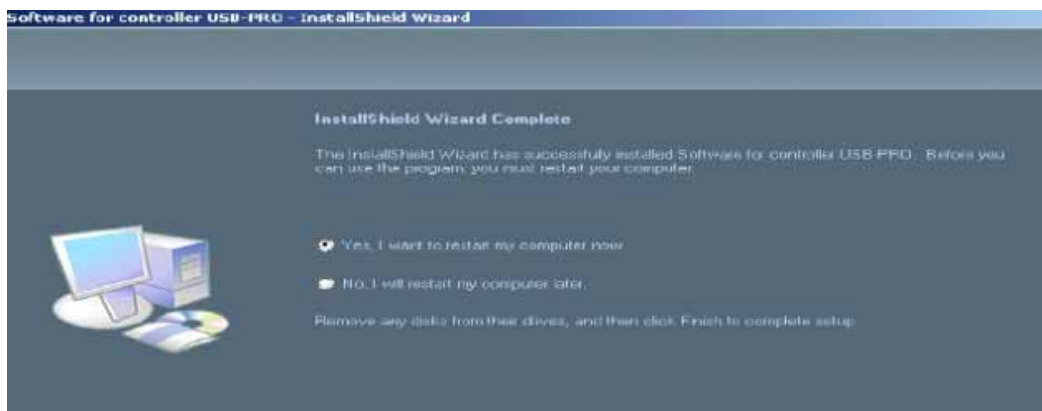 Software for controller USB-PRO - InstallShield Wizard
InstallShield Wizard Complete
The InstallShield Wizard has successfully installed Software for controller USB-PRO. Before you
can use the program, you must restart your computer.
Yes, I want to restart my computer now.
No, I will restart my computer later.
Remove any disks from their drives, and then click Finish to complete setup.